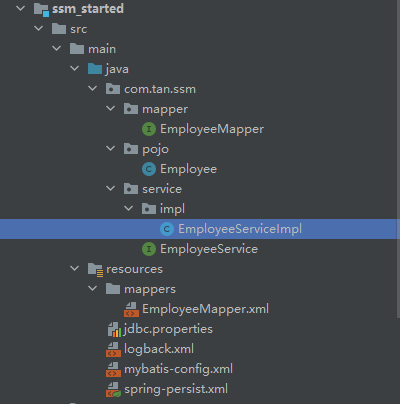 ssm_started
src
main
java
com.tan.ssm
mapper
EmployeeMapper
pojo
Employee
service
impl
EmployeeServiceImpl
EmployeeService
resources
mappers
EmployeeMapper.xml
jdbc.properties
logback.xml
mybatis-config.xml
spring-persist.xml